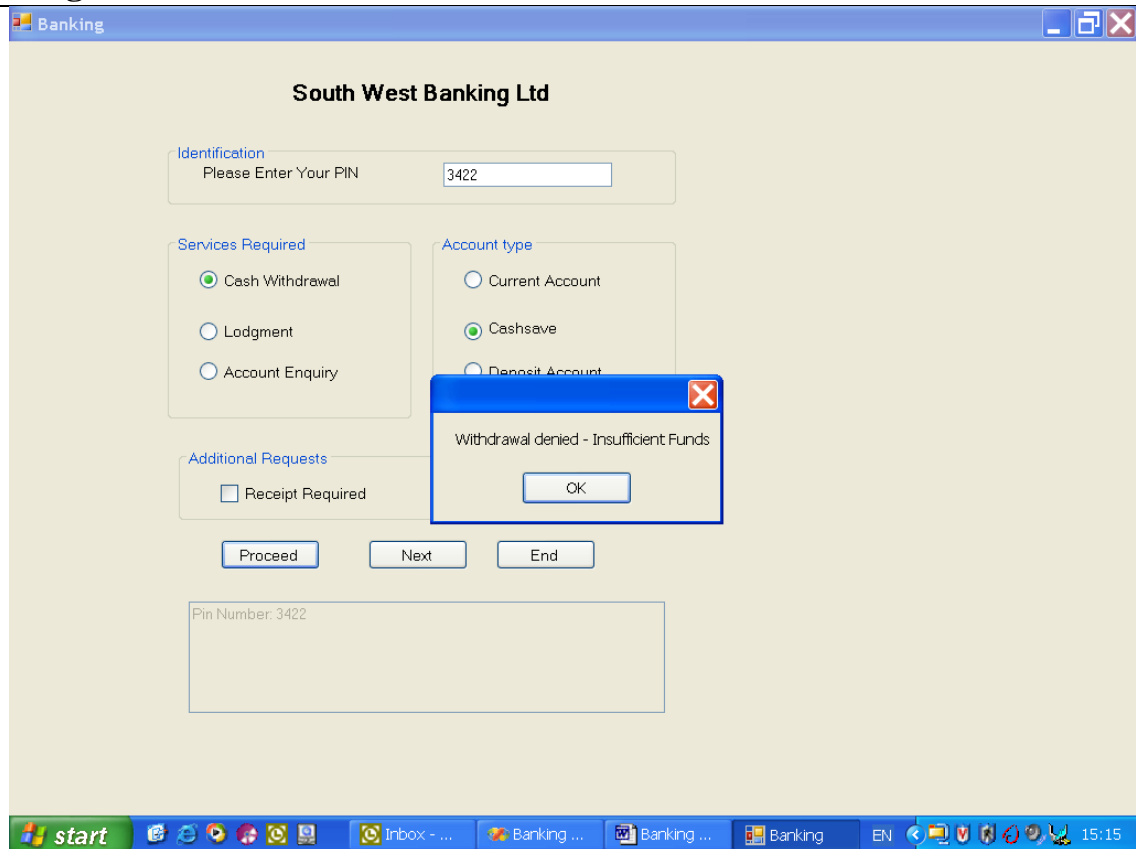 Banking
South West Banking Ltd
Identification
Please Enter Your PIN 3422
Services Required Account type
Cash Withdrawal Current Account
Lodgment Cashsave
Account Enquiry Deposit Account
Withdrawal denied - Insufficient Funds
Additional Requests
Receipt Required OK
Proceed Next End
Pin Number: 3422
start Inbox - ... Banking ... Banking ... Banking EN 15:15